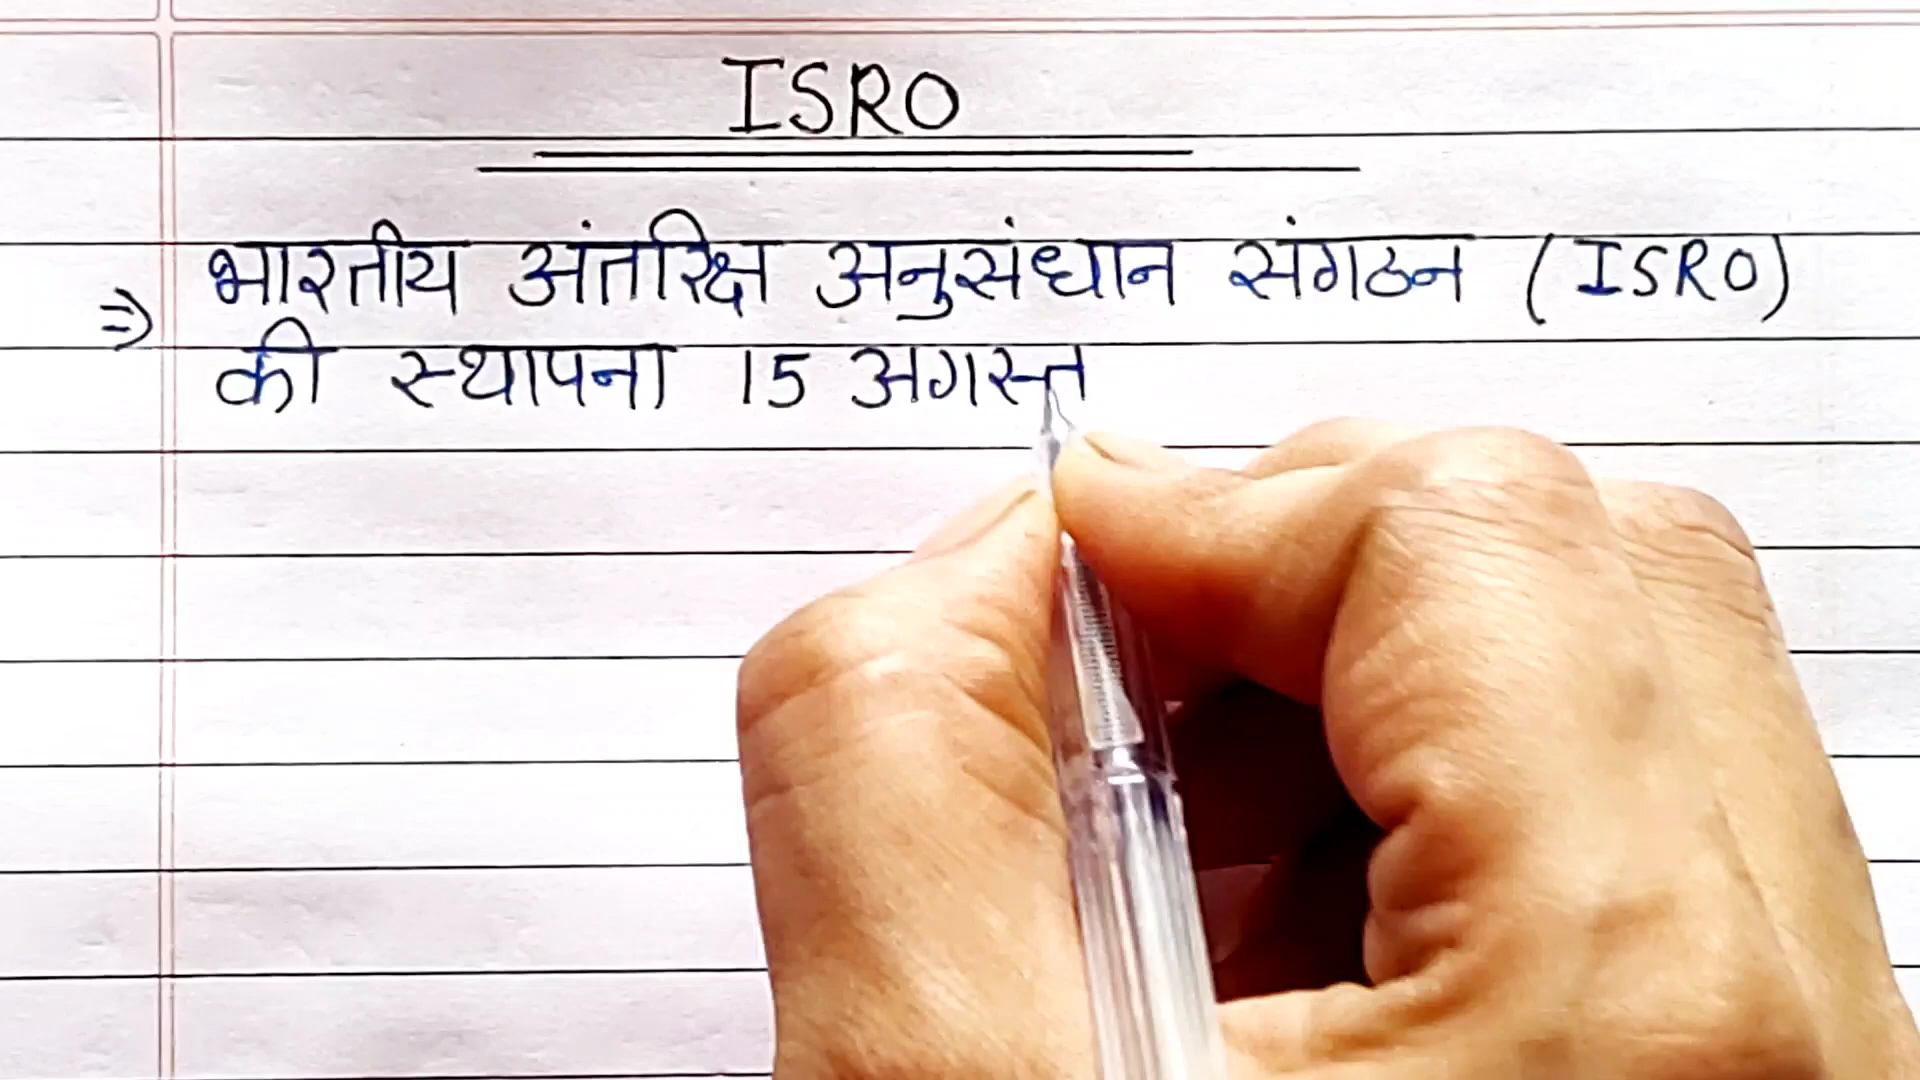 ISRO
⇒ भारतीय अंतरिक्ष अनुसंधान संगठन (ISRO)
की स्थापना 15 अगस्त